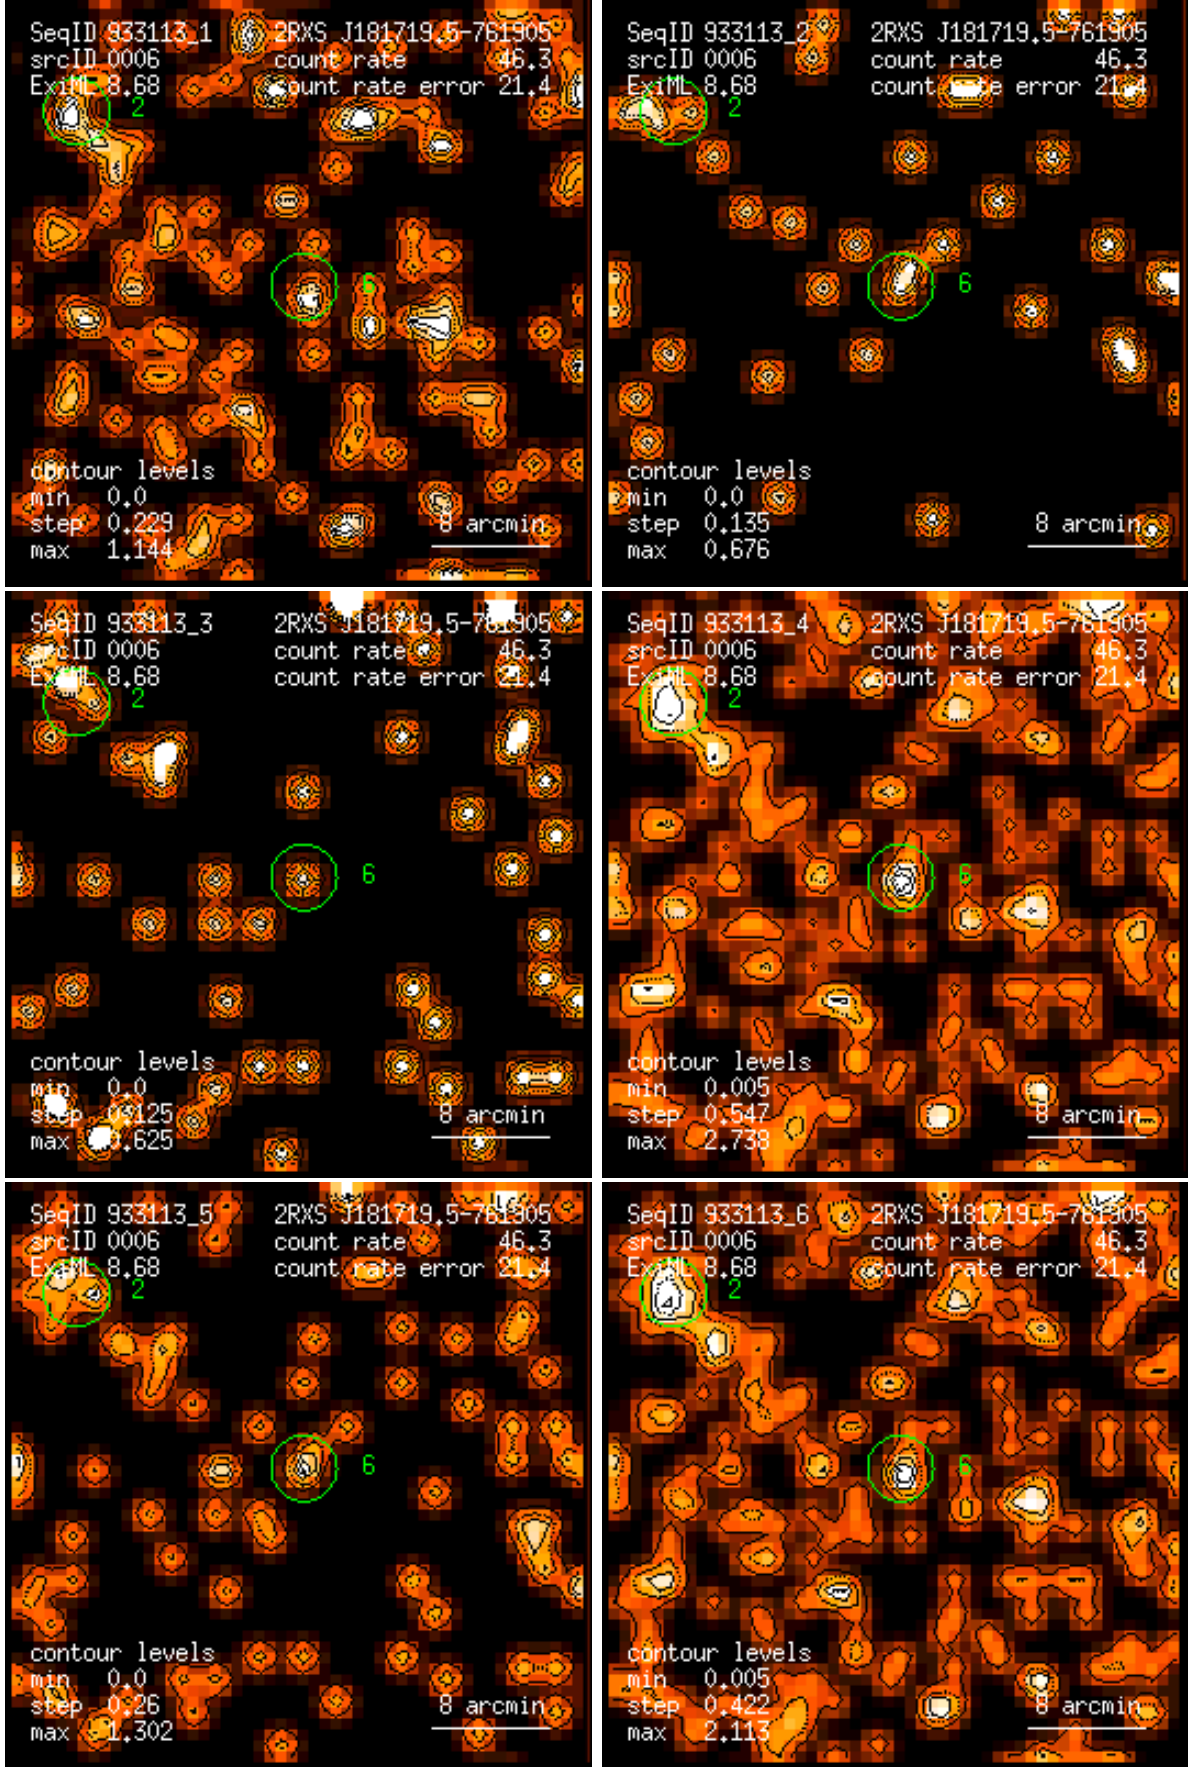 SeqID 933113_1 2RXS J181719.5-761905
srcID 0006 count rate 46.3
ExiML 8.68 count rate error 21.4
2
6
contour levels
min 0.0
step 0.229 8 arcmin
max 1.144
SeqID 933113_2 2RXS J181719.5-761905
srcID 0006 count rate 46.3
ExiML 8.68 count rate error 21.4
2
6
contour levels
min 0.0
step 0.135 8 arcmin
max 0.676
SeqID 933113_3 2RXS J181719.5-761905
srcID 0006 count rate 46.3
ExiML 8.68 count rate error 21.4
2
6
contour levels
min 0.0
step 0.125 8 arcmin
max 0.625
SeqID 933113_4 2RXS J181719.5-761905
srcID 0006 count rate 46.3
ExiML 8.68 count rate error 21.4
2
6
contour levels
min 0.005
step 0.547 8 arcmin
max 2.738
SeqID 933113_5 2RXS J181719.5-761905
srcID 0006 count rate 46.3
ExiML 8.68 count rate error 21.4
2
6
contour levels
min 0.0
step 0.26 8 arcmin
max 1.302
SeqID 933113_6 2RXS J181719.5-761905
srcID 0006 count rate 46.3
ExiML 8.68 count rate error 21.4
2
6
contour levels
min 0.005
step 0.422 8 arcmin
max 2.113